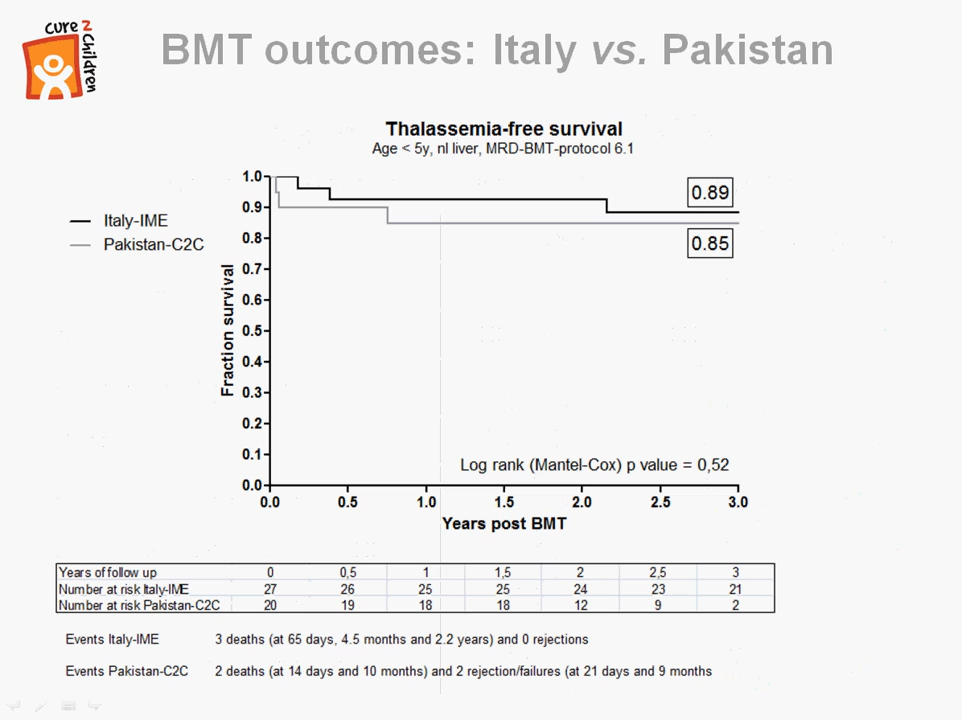 cure2children
BMT outcomes: Italy vs. Pakistan
Thalassemia-free survival
Age < 5y, nl liver, MRD-BMT-protocol 6.1
Italy-IME
Pakistan-C2C
Fraction survival
1.0
0.9
0.8
0.7
0.6
0.5
0.4
0.3
0.2
0.1
0.0
0.89
0.85
Log rank (Mantel-Cox) p value = 0,52
0.0 0.5 1.0 1.5 2.0 2.5 3.0
Years post BMT
Years of follow up 0 0,5 1 1,5 2 2,5 3
Number at risk Italy-IME 27 26 25 25 24 23 21
Number at risk Pakistan-C2C 20 19 18 18 12 9 2
Events Italy-IME 3 deaths (at 65 days, 4.5 months and 2.2 years) and 0 rejections
Events Pakistan-C2C 2 deaths (at 14 days and 10 months) and 2 rejection/failures (at 21 days and 9 months